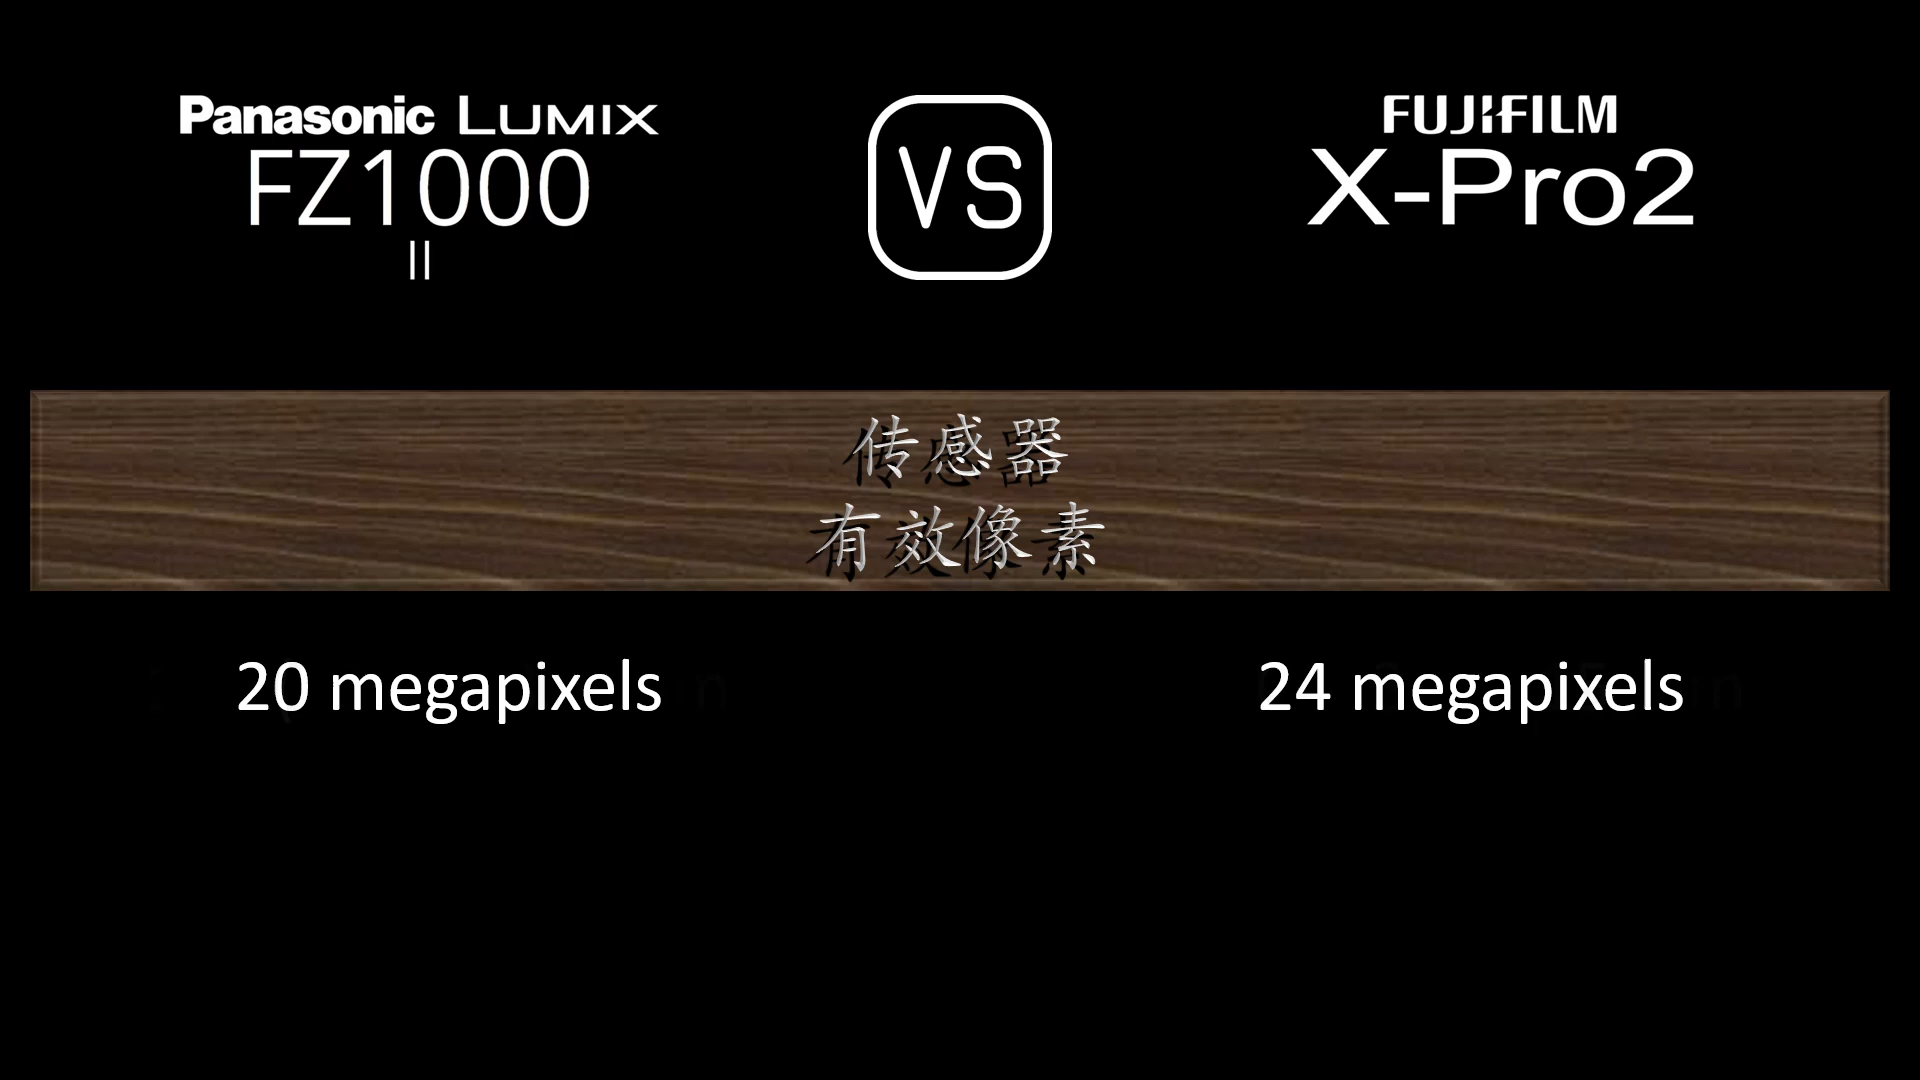 Panasonic LUMIX
FZ1000
II
VS
FUJIFILM
X-Pro2
传感器
有效像素
20 megapixels
24 megapixels